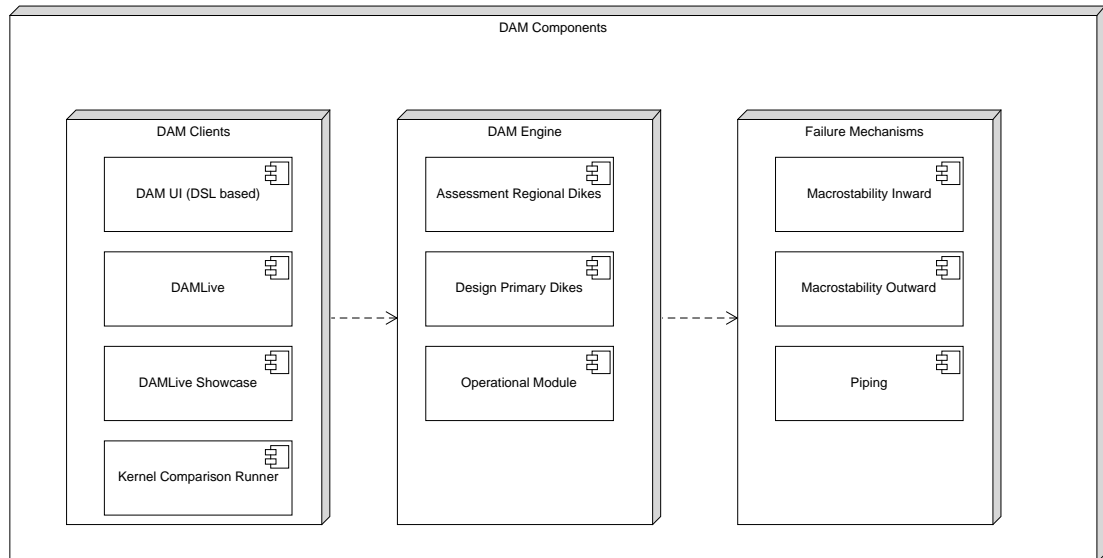 DAM Components
DAM Clients
DAM UI (DSL based)
DAMLive
DAMLive Showcase
Kernel Comparison Runner
DAM Engine
Assessment Regional Dikes
Design Primary Dikes
Operational Module
Failure Mechanisms
Macrostability Inward
Macrostability Outward
Piping